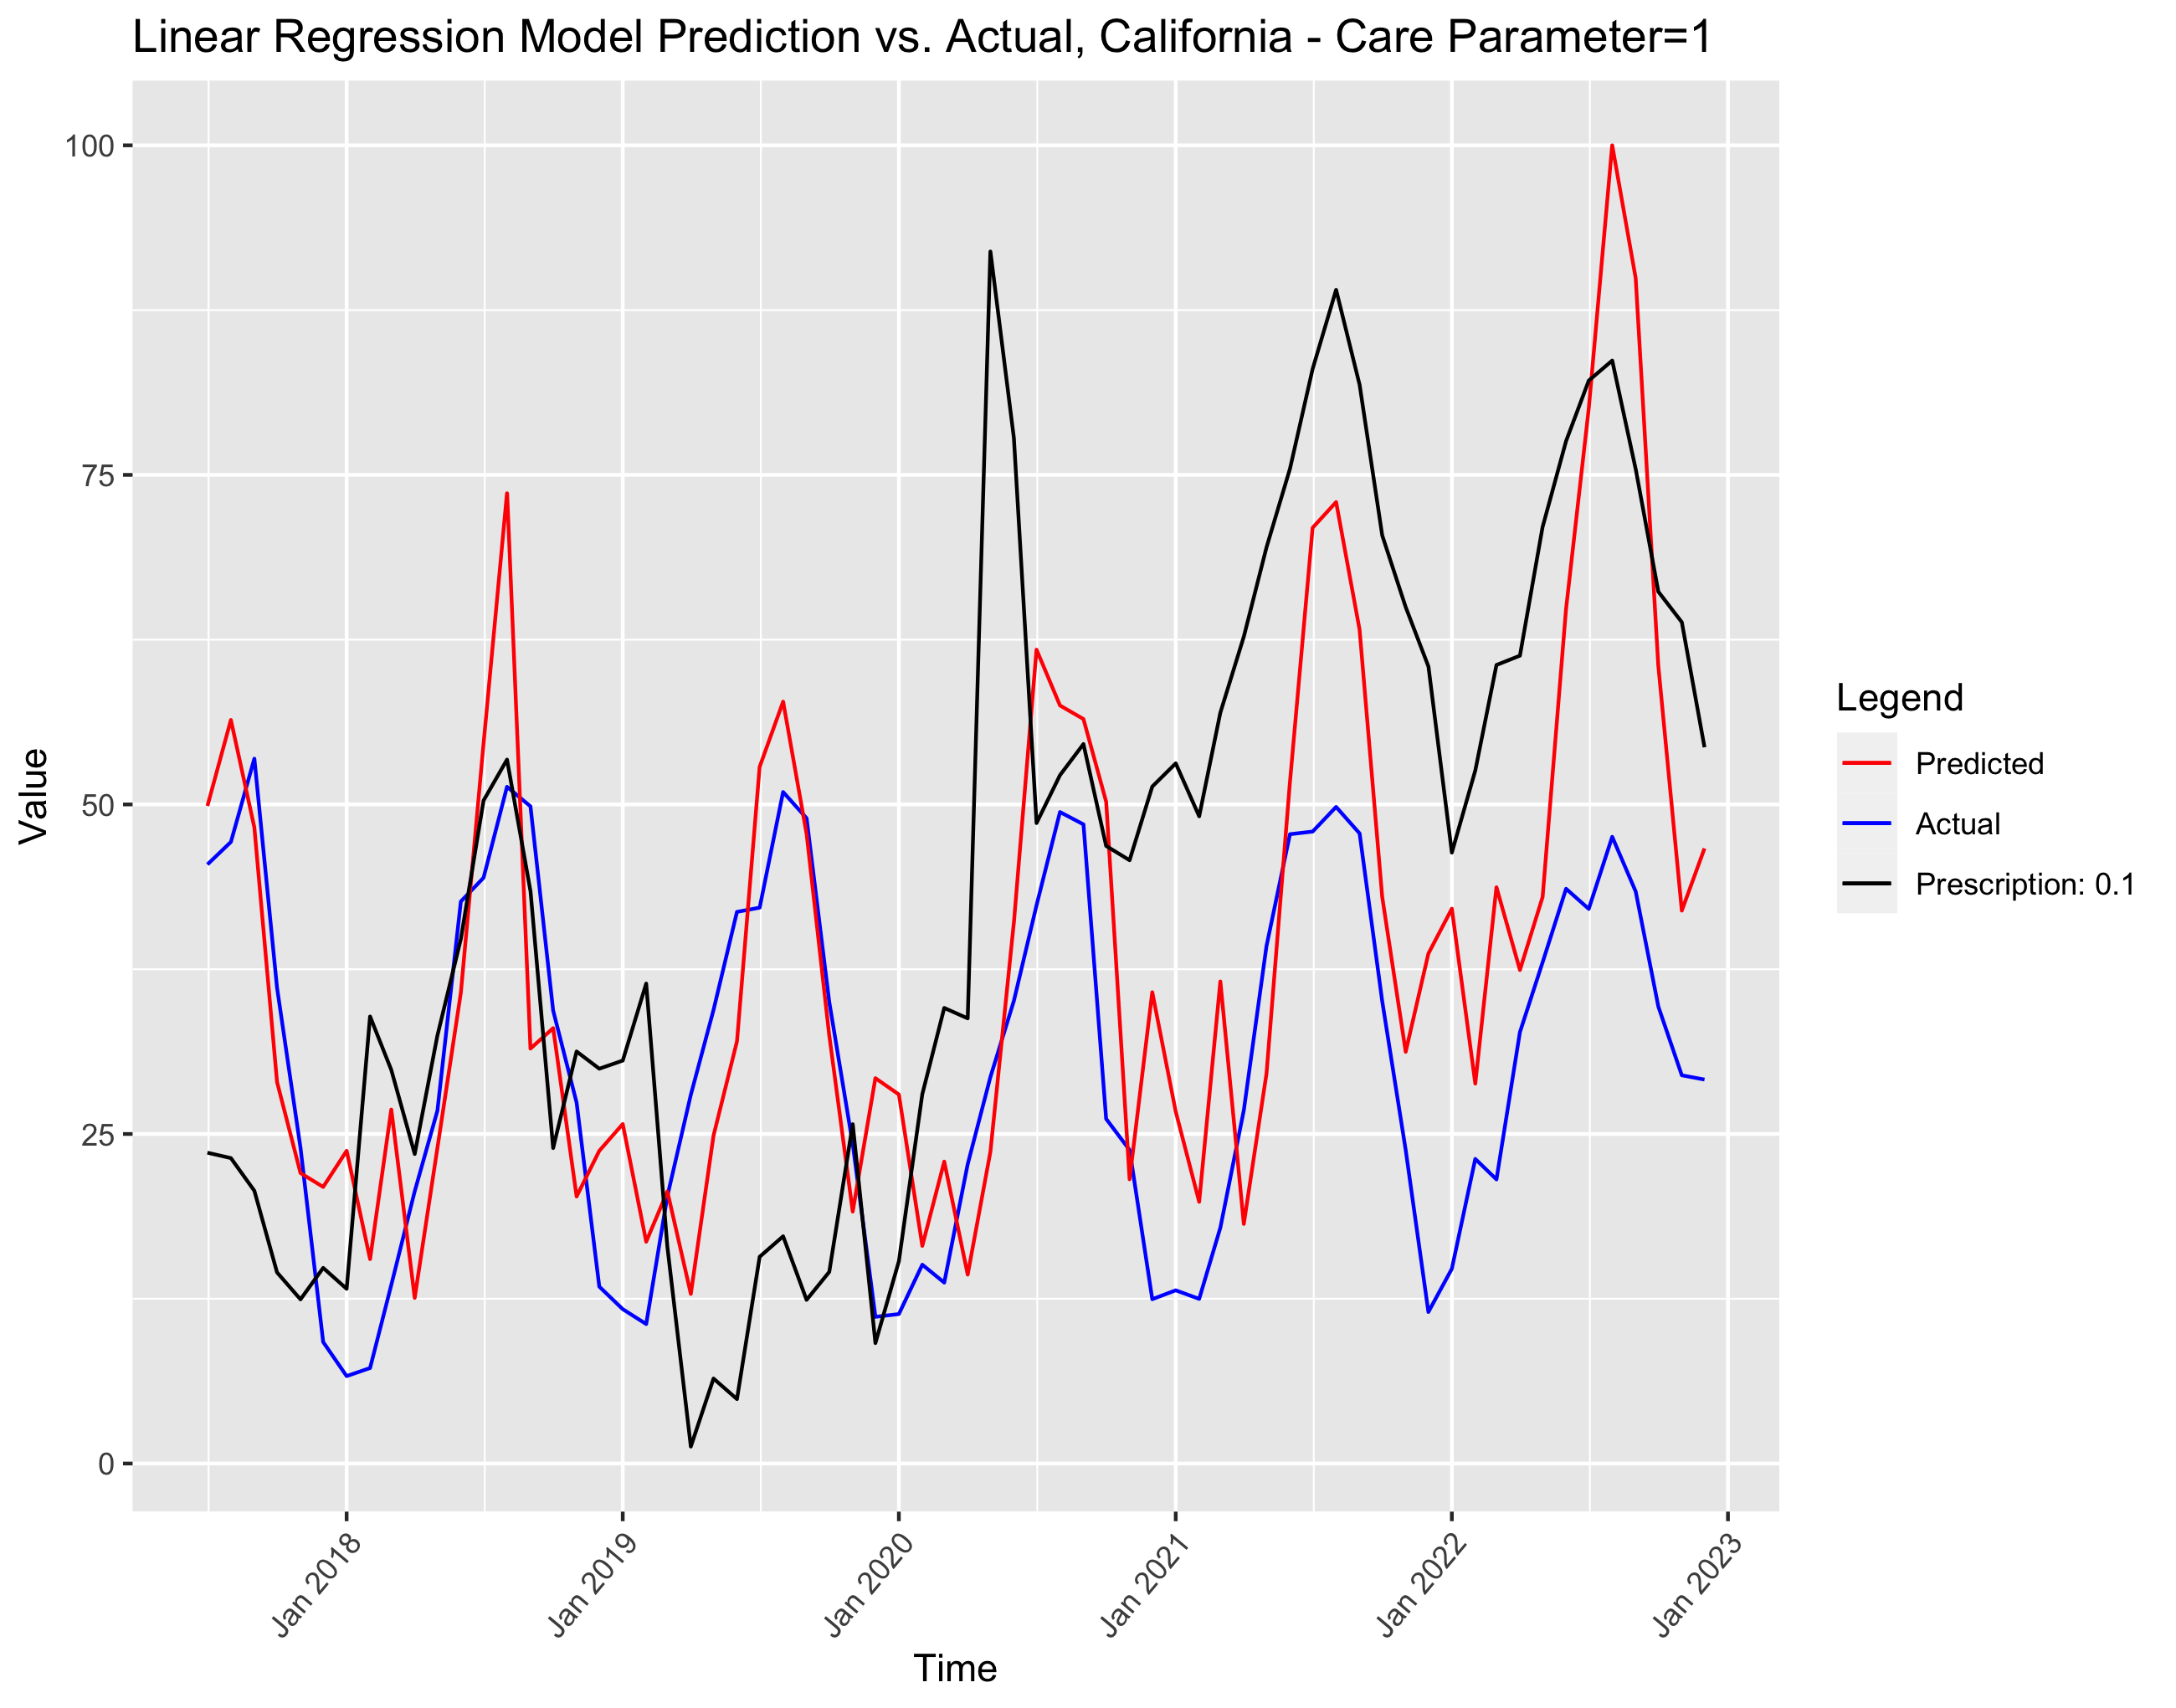 Linear Regression Model Prediction vs. Actual, California - Care Parameter=1
100
75
50
25
0
Value
Jan 2018
Jan 2019
Jan 2020
Jan 2021
Jan 2022
Jan 2023
Time
Legend
Predicted
Actual
Prescription: 0.1